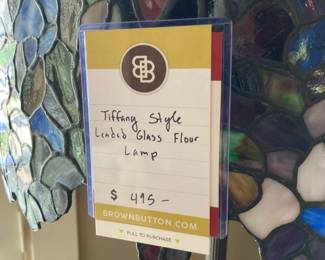 BB
Tiffany Style
Leaded Glass Floor
Lamp
$ 495-
BROWNBUTTON.COM
PULL TO PURCHASE